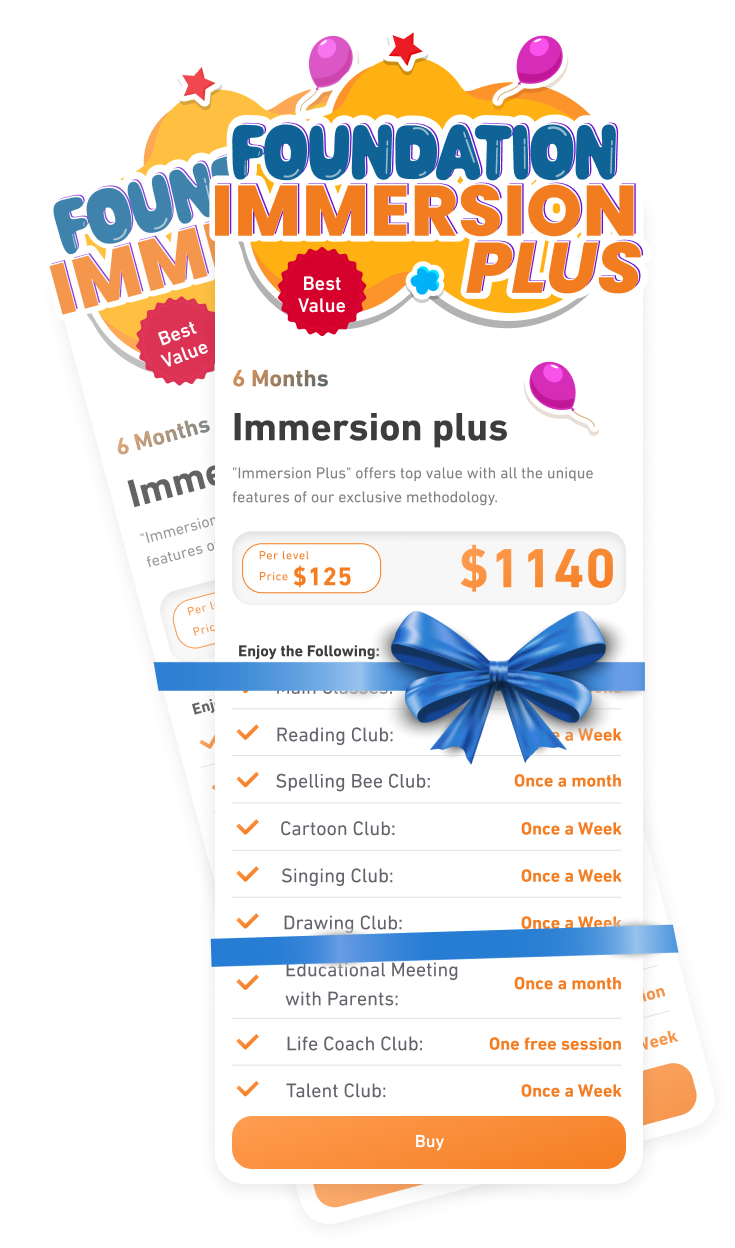 FOUNDATION
IMMERSION
PLUS
Best
Value
6 Months
Immersion plus
"Immersion Plus" offers top value with all the unique
features of our exclusive methodology.
Per level
Price $125
$1140
Enjoy the Following:
Main Classes:
Reading Club: a Week
Spelling Bee Club: Once a month
Cartoon Club: Once a Week
Singing Club: Once a Week
Drawing Club: Once a Week
Educational Meeting
with Parents: Once a month
Life Coach Club: One free session
Talent Club: Once a Week
Buy
FOUN
IMM
Best
Value
6 Months
Imme
"Immersion
features o
Per l
Pric
Enj
ion
Week